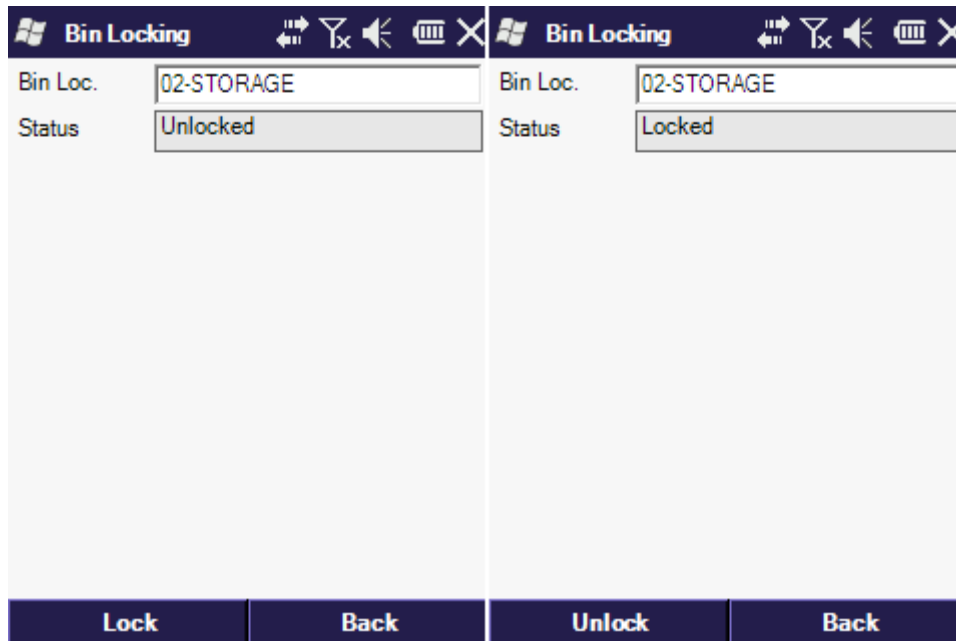 Bin Locking
Bin Loc. 02-STORAGE
Status Unlocked
Lock Back
Bin Locking
Bin Loc. 02-STORAGE
Status Locked
Unlock Back